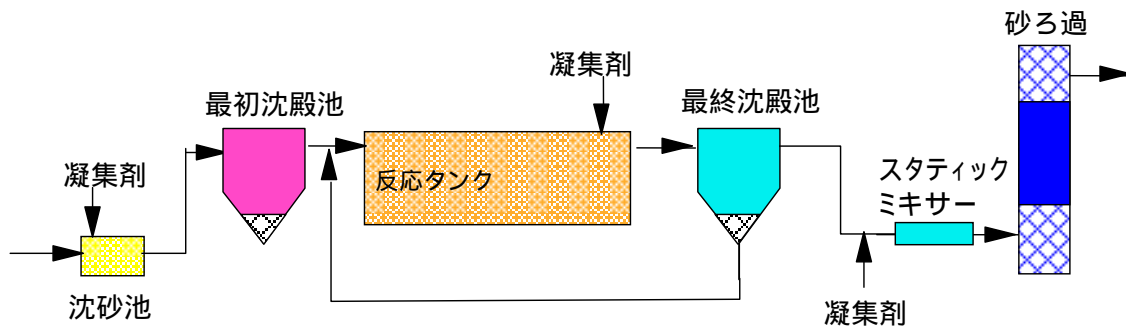 砂ろ過
凝集剤
最初沈殿池
最終沈殿池
凝集剤
反応タンク
スタティック
ミキサー
沈砂池
凝集剤